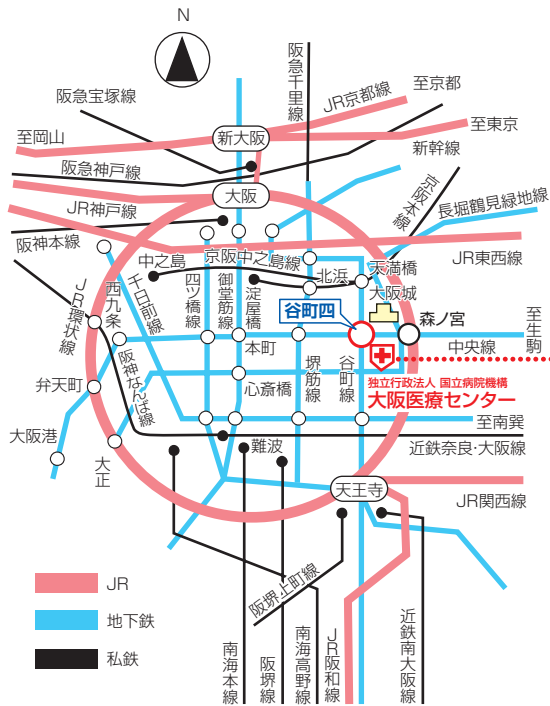 N
阪急千里線
JR京都線
至京都
阪急宝塚線
至岡山
新大阪
至東京
新幹線
阪急神戸線
大阪
京阪本線
長堀鶴見緑地線
JR神戸線
阪神本線
中之島
京阪中之島線
北浜
天満橋
大阪城
JR東西線
JR環状線
西九条
千日前線
四ツ橋線
御堂筋線
淀屋橋
谷町四
森ノ宮
至生駒
中央線
本町
堺筋線
谷町線
阪神なんば線
弁天町
心斎橋
独立行政法人 国立病院機構
大阪医療センター
大阪港
大正
難波
至南巽
近鉄奈良·大阪線
天王寺
JR関西線
JR
地下鉄
私鉄
阪堺上町線
南海本線
阪堺線
南海高野線
JR阪和線
近鉄南大阪線